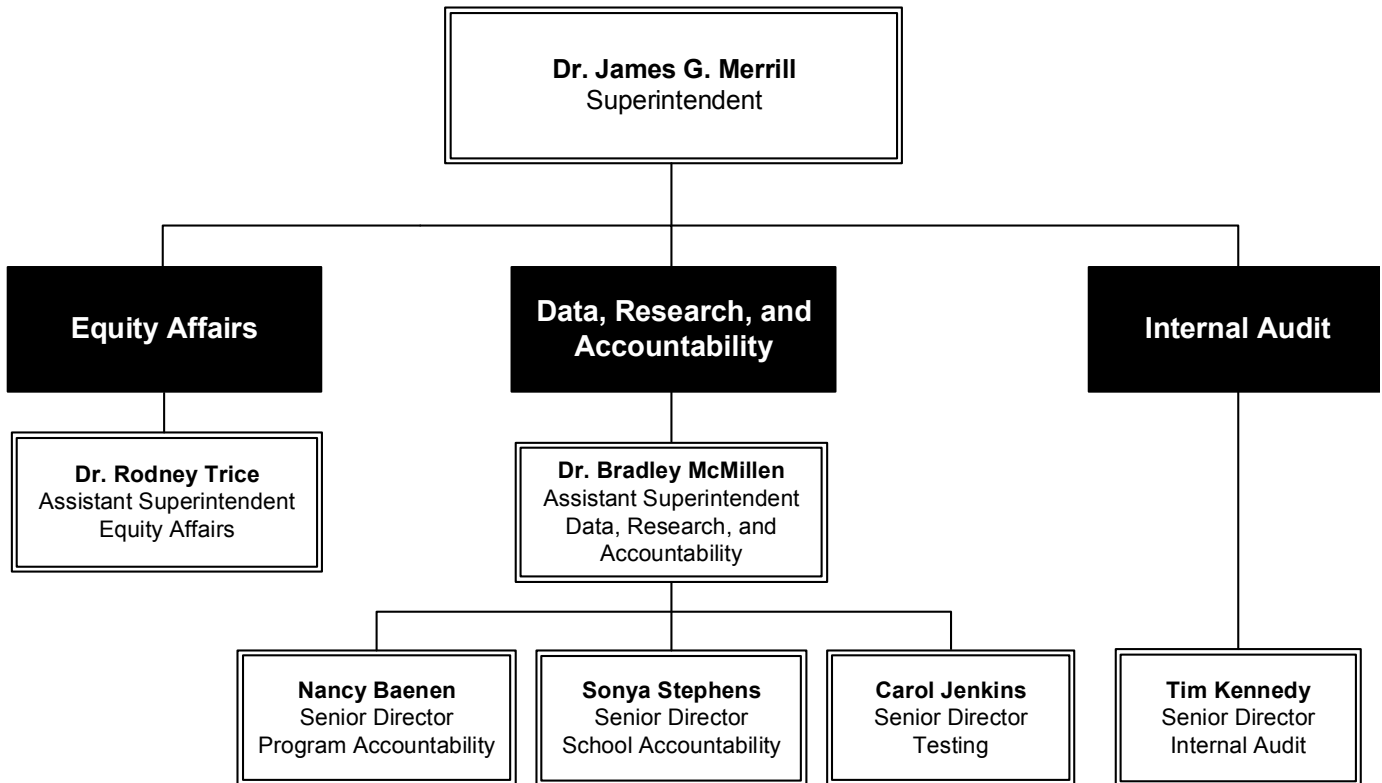 Dr. James G. Merrill
Superintendent
Equity Affairs
Data, Research, and
Accountability
Internal Audit
Dr. Rodney Trice
Assistant Superintendent
Equity Affairs
Dr. Bradley McMillen
Assistant Superintendent
Data, Research, and
Accountability
Nancy Baenen
Senior Director
Program Accountability
Sonya Stephens
Senior Director
School Accountability
Carol Jenkins
Senior Director
Testing
Tim Kennedy
Senior Director
Internal Audit